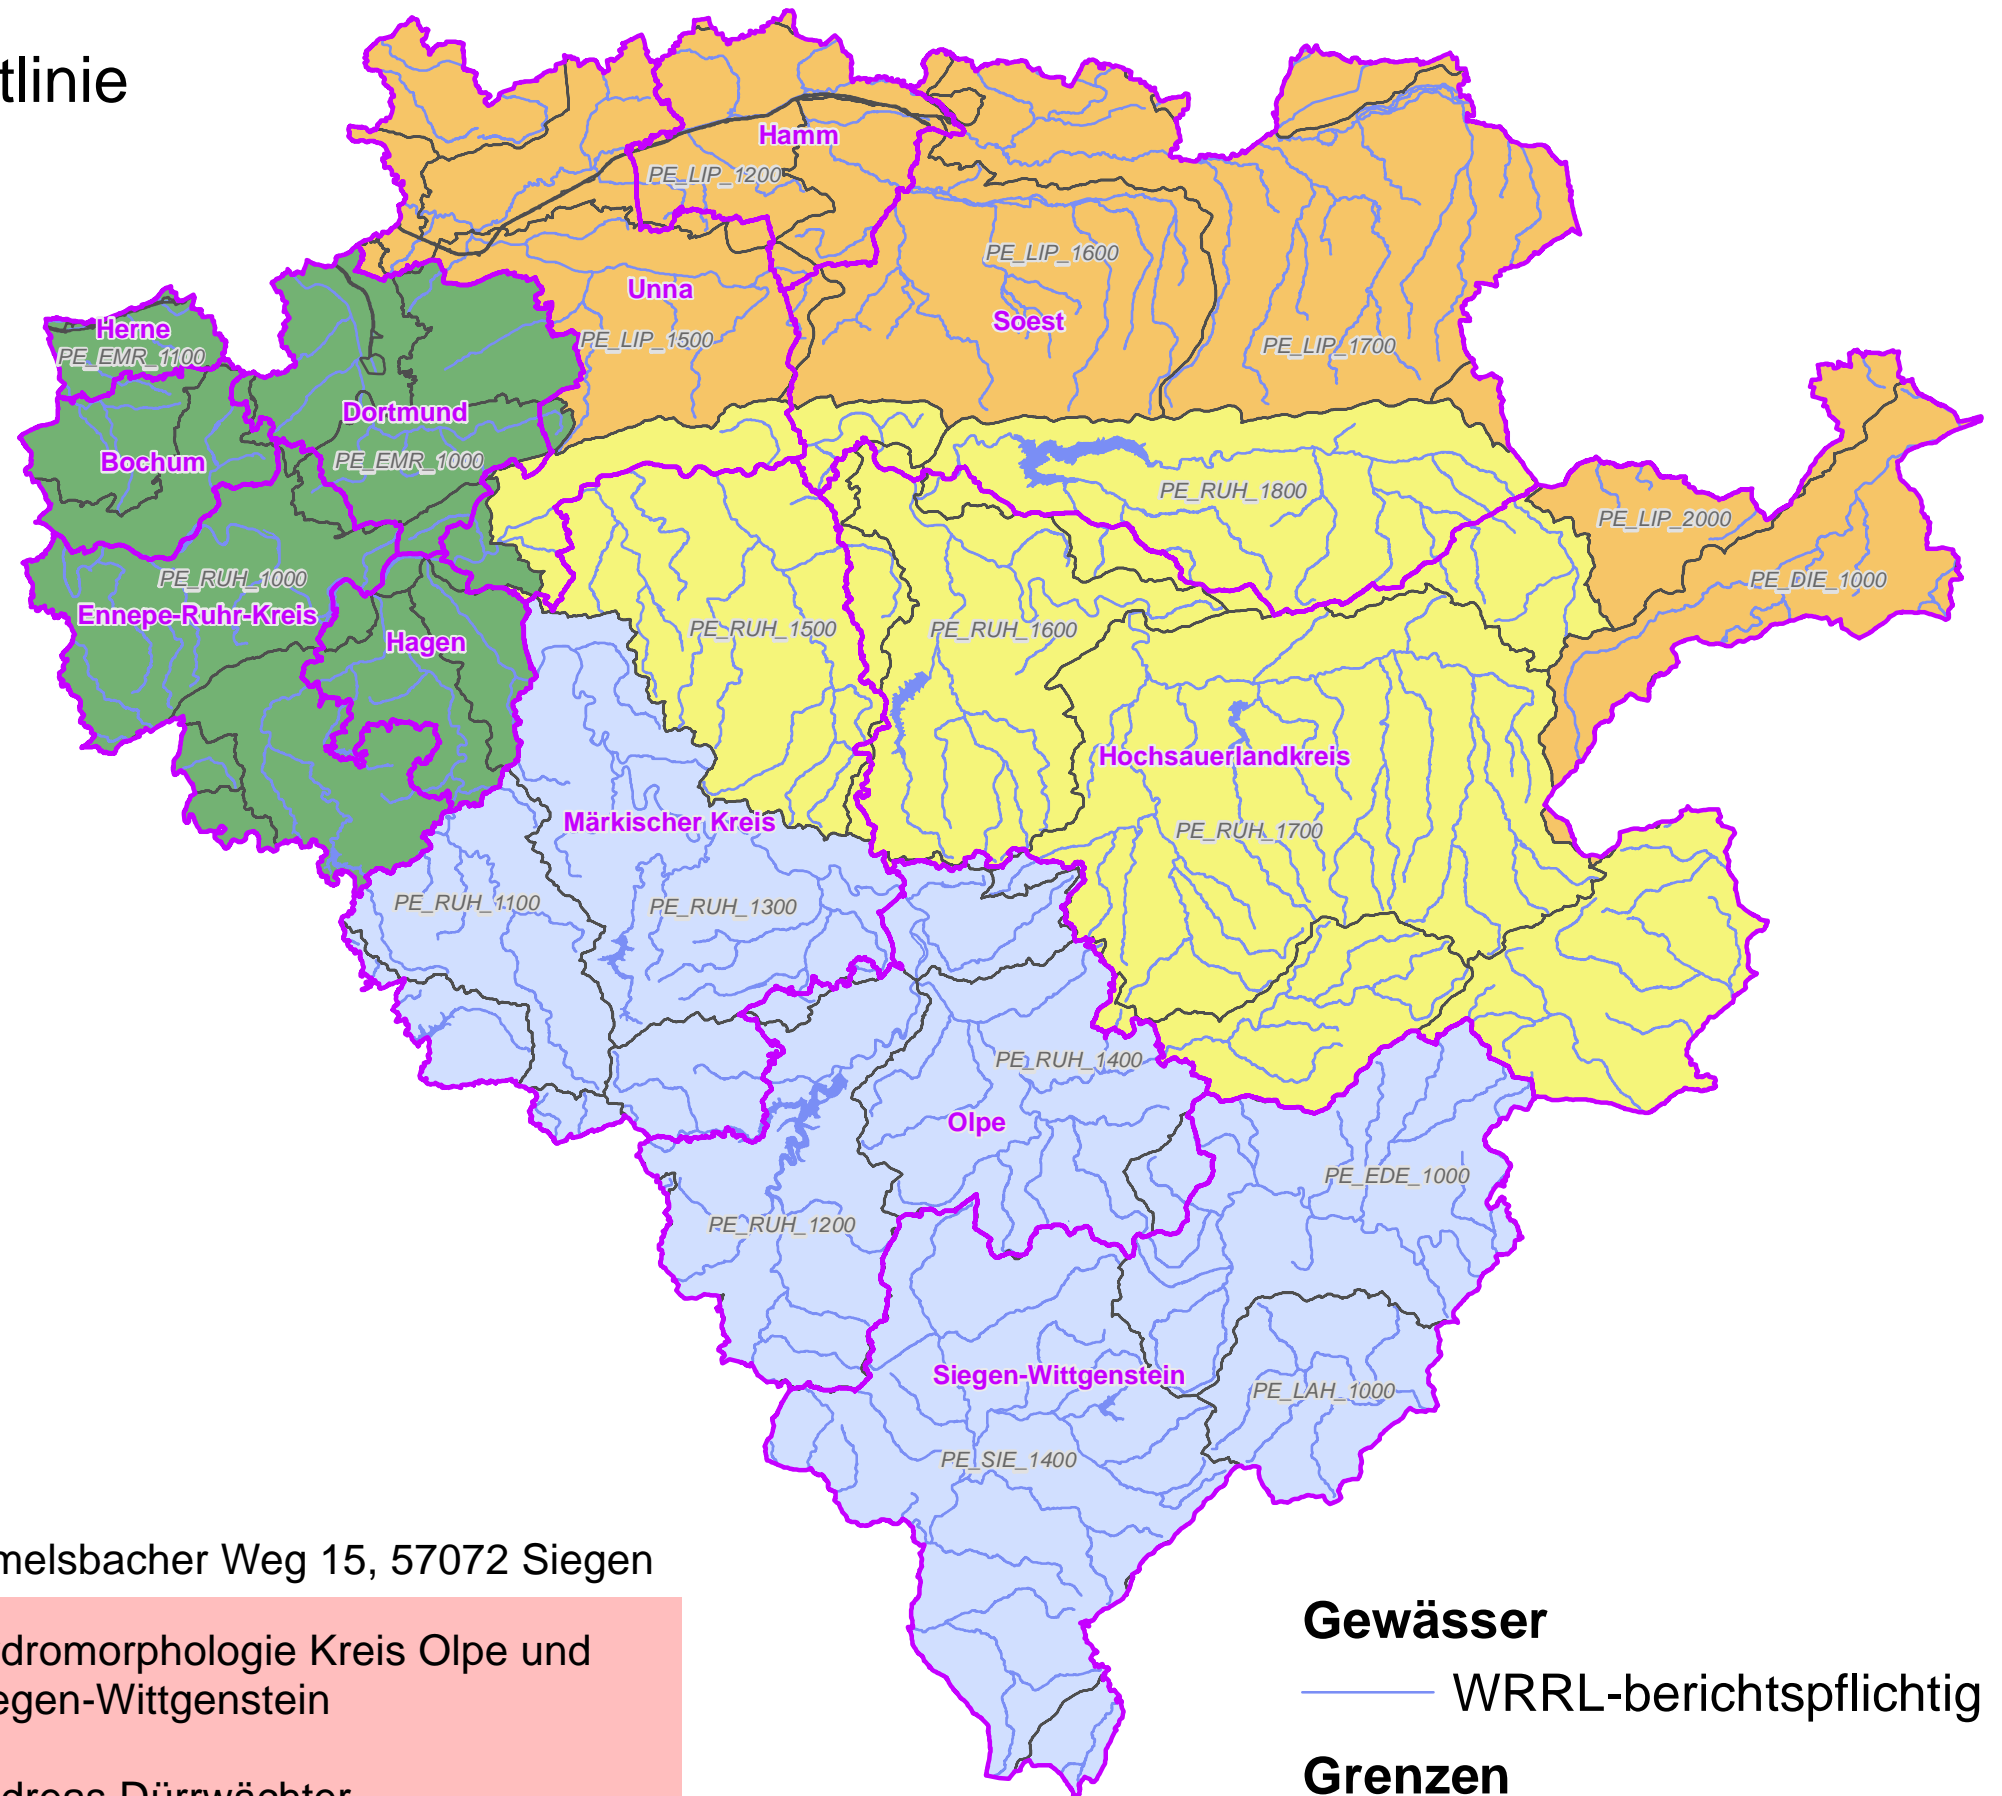 tlinie
Hamm
PE_LIP_1200
PE_LIP_1600
Unna
Soest
Herne
PE_LIP_1500
PE_LIP_1700
PE_EMR_1100
Dortmund
Bochum
PE_EMR_1000
PE_RUH_1800
PE_LIP_2000
PE_RUH_1000
PE_DIE_1000
Ennepe-Ruhr-Kreis
PE_RUH_1500
PE_RUH_1600
Hagen
Hochsauerlandkreis
Märkischer Kreis
PE_RUH_1700
PE_RUH_1100
PE_RUH_1300
PE_RUH_1400
Olpe
PE_EDE_1000
PE_RUH_1200
Siegen-Wittgenstein
PE_LAH_1000
PE_SIE_1400
melsbacher Weg 15, 57072 Siegen
dromorphologie Kreis Olpe und
egen-Wittgenstein
dreas Dürrwächter
Gewässer
WRRL-berichtspflichtig
Grenzen